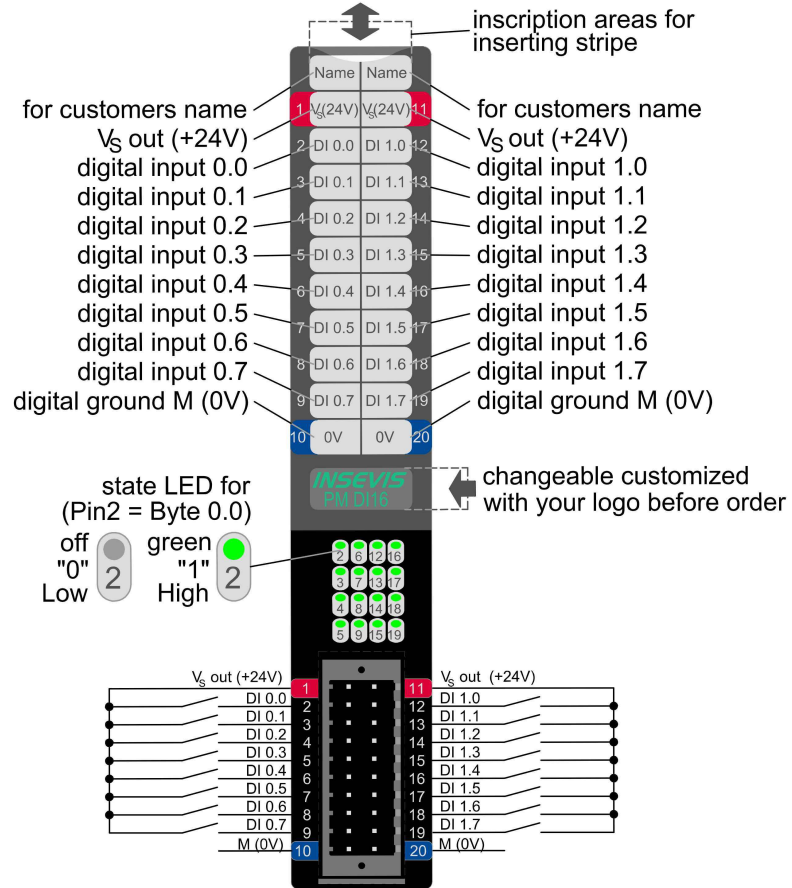 inscription areas for
inserting stripe
Name Name
for customers name for customers name
1 VS(24V) VS(24V) 11
VS out (+24V) VS out (+24V)
2 DI 0.0 DI 1.0 12
digital input 0.0 digital input 1.0
3 DI 0.1 DI 1.1 13
digital input 0.1 digital input 1.1
4 DI 0.2 DI 1.2 14
digital input 0.2 digital input 1.2
5 DI 0.3 DI 1.3 15
digital input 0.3 digital input 1.3
6 DI 0.4 DI 1.4 16
digital input 0.4 digital input 1.4
7 DI 0.5 DI 1.5 17
digital input 0.5 digital input 1.5
8 DI 0.6 DI 1.6 18
digital input 0.6 digital input 1.6
9 DI 0.7 DI 1.7 19
digital input 0.7 digital input 1.7
digital ground M (0V) digital ground M (0V)
10 0V 0V 20
INSEVIS
PM DI16
changeable customized
with your logo before order
state LED for
(Pin2 = Byte 0.0)
off green
"0" "1"
Low 2 High 2
2 6 12 16
3 7 13 17
4 8 14 18
5 9 15 19
VS out (+24V) 1 11 VS out (+24V)
DI 0.0 2 12 DI 1.0
DI 0.1 3 13 DI 1.1
DI 0.2 4 14 DI 1.2
DI 0.3 5 15 DI 1.3
DI 0.4 6 16 DI 1.4
DI 0.5 7 17 DI 1.5
DI 0.6 8 18 DI 1.6
DI 0.7 9 19 DI 1.7
M (0V) 10 20 M (0V)